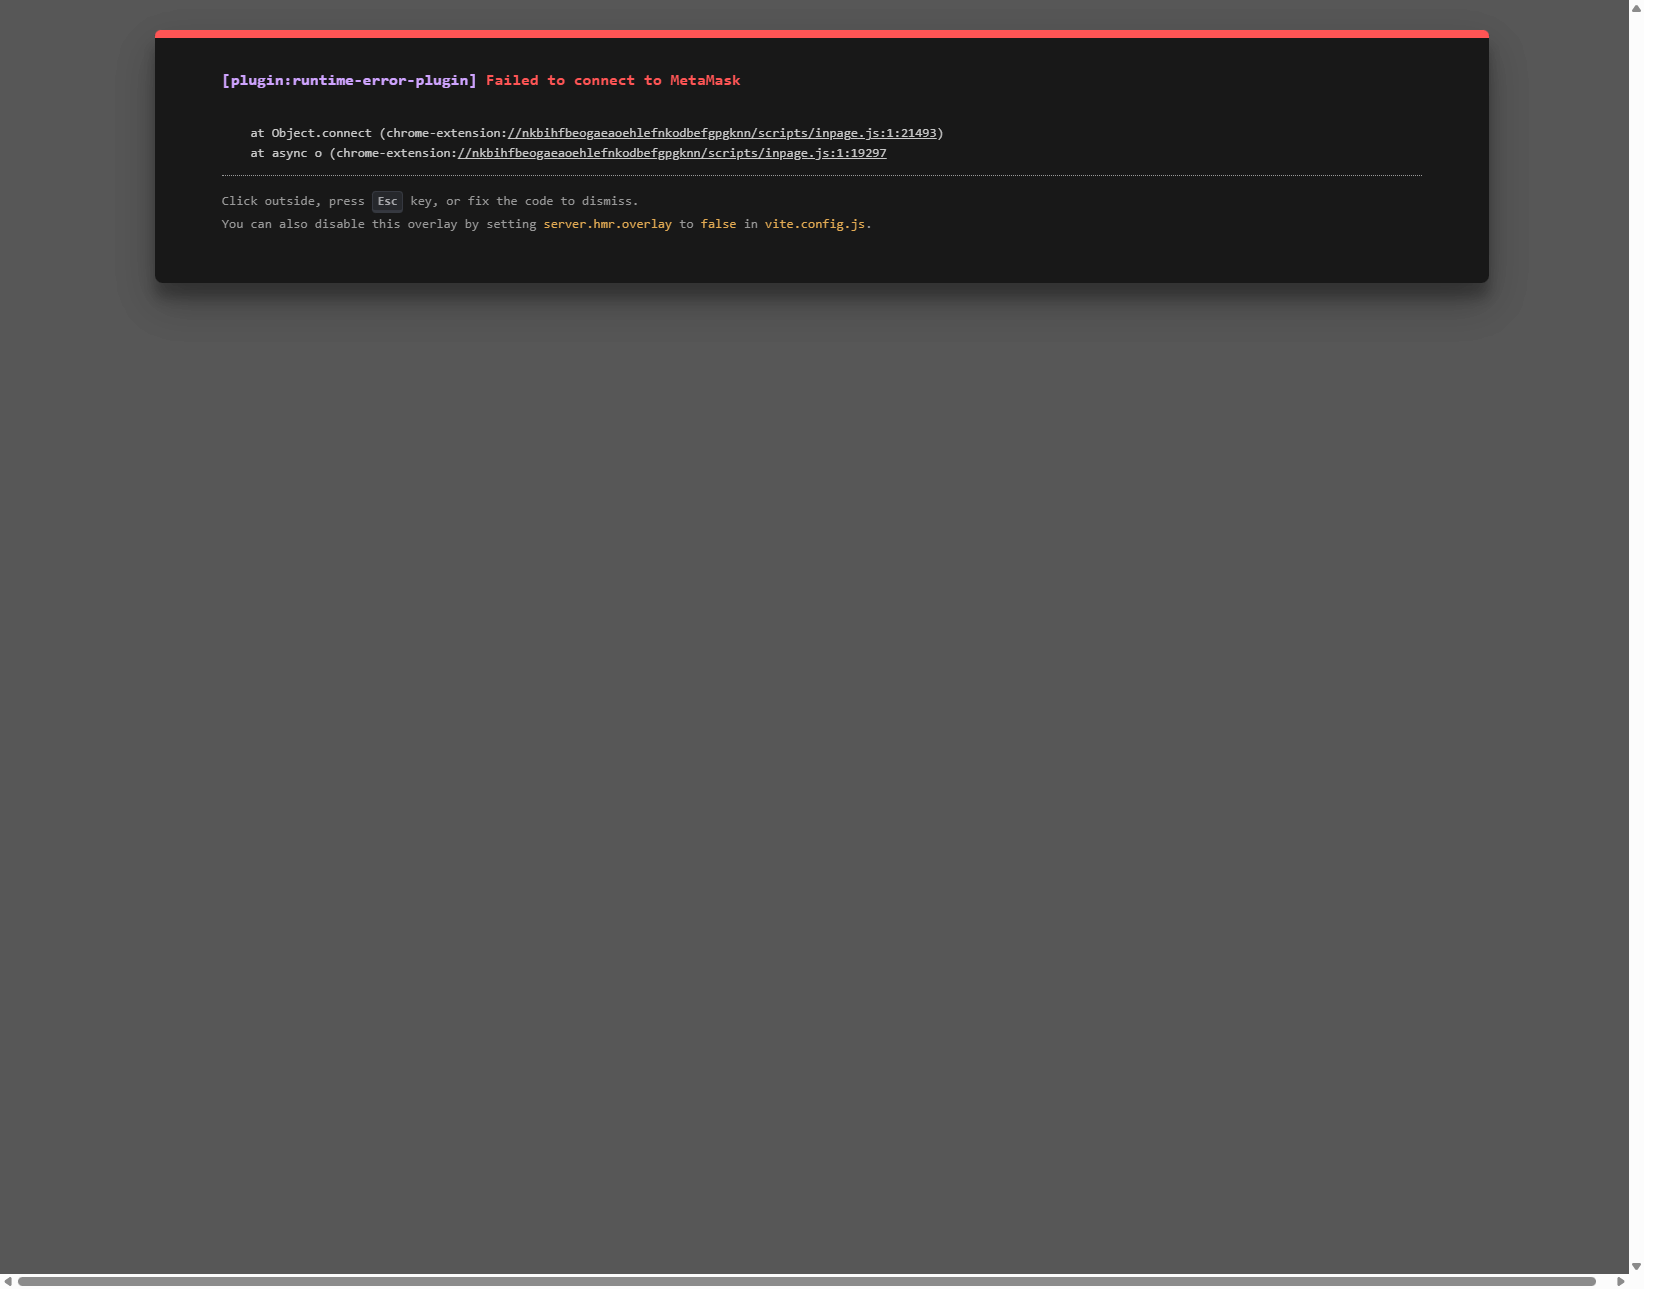 [plugin:runtime-error-plugin] Failed to connect to MetaMask
at Object.connect (chrome-extension://nkbihfbeogaeaoehlefnkodbefgpgknn/scripts/inpage.js:1:21493)
at async o (chrome-extension://nkbihfbeogaeaoehlefnkodbefgpgknn/scripts/inpage.js:1:19297
Click outside, press Esc key, or fix the code to dismiss.
You can also disable this overlay by setting server.hmr.overlay to false in vite.config.js.